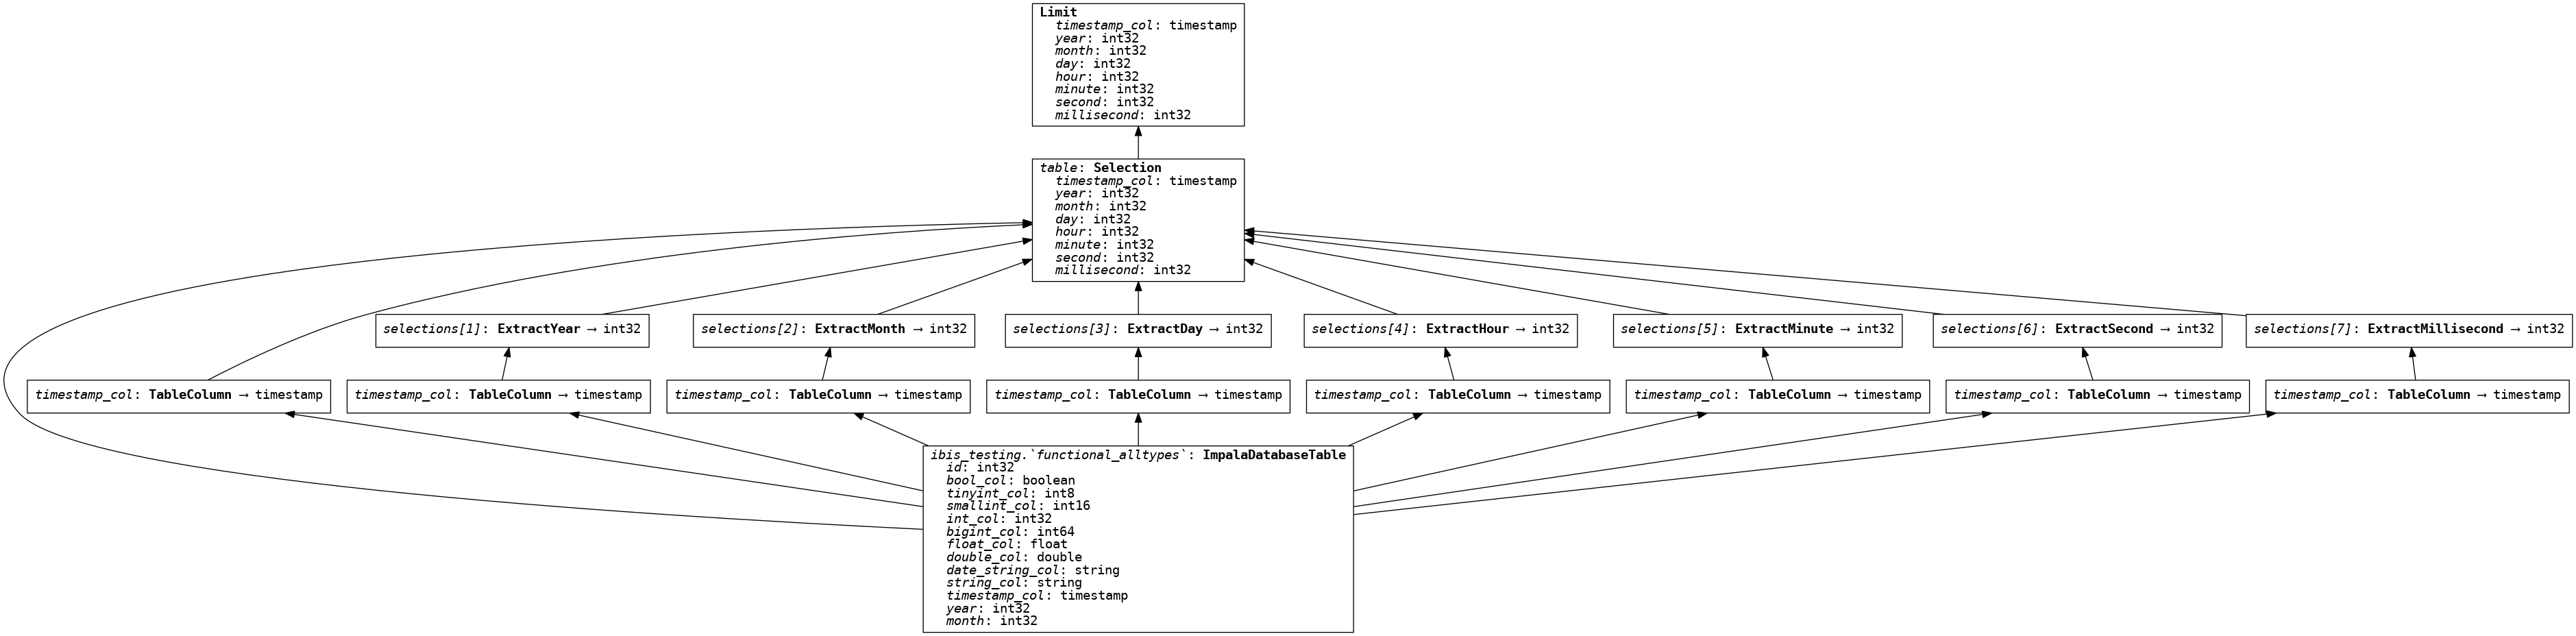 Limit
timestamp_col: timestamp
year: int32
month: int32
day: int32
hour: int32
minute: int32
second: int32
millisecond: int32
table: Selection
timestamp_col: timestamp
year: int32
month: int32
day: int32
hour: int32
minute: int32
second: int32
millisecond: int32
selections[1]: ExtractYear → int32
selections[2]: ExtractMonth → int32
selections[3]: ExtractDay → int32
selections[4]: ExtractHour → int32
selections[5]: ExtractMinute → int32
selections[6]: ExtractSecond → int32
selections[7]: ExtractMillisecond → int32
timestamp_col: TableColumn → timestamp
timestamp_col: TableColumn → timestamp
timestamp_col: TableColumn → timestamp
timestamp_col: TableColumn → timestamp
timestamp_col: TableColumn → timestamp
timestamp_col: TableColumn → timestamp
timestamp_col: TableColumn → timestamp
timestamp_col: TableColumn → timestamp
ibis_testing.`functional_alltypes`: ImpalaDatabaseTable
id: int32
bool_col: boolean
tinyint_col: int8
smallint_col: int16
int_col: int32
bigint_col: int64
float_col: float
double_col: double
date_string_col: string
string_col: string
timestamp_col: timestamp
year: int32
month: int32